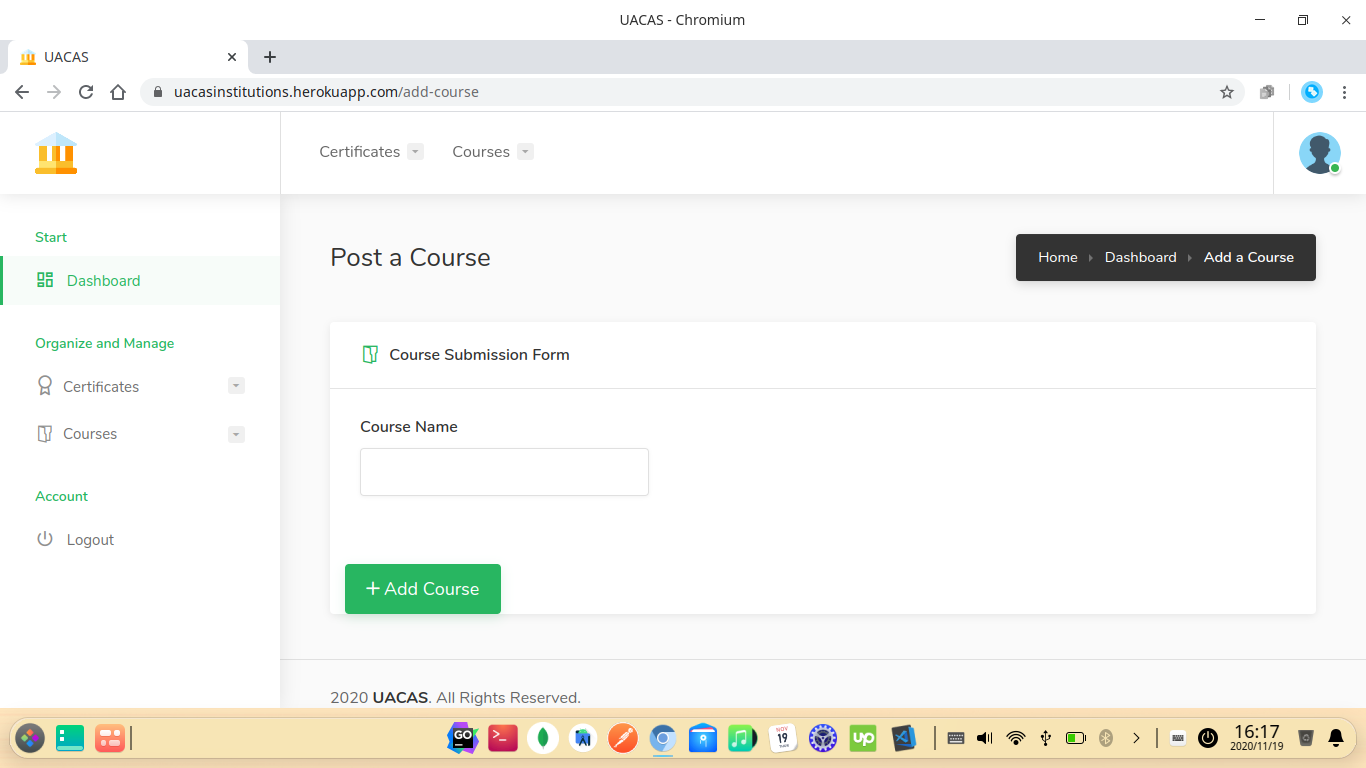 UACAS - Chromium
UACAS
uacasinstitutions.herokuapp.com/add-course
Certificates Courses
Start
Dashboard
Organize and Manage
Certificates
Courses
Account
Logout
Post a Course
Home Dashboard Add a Course
Course Submission Form
Course Name
+ Add Course
2020 UACAS. All Rights Reserved.
GO
NOV
19
up
16:17
2020/11/19